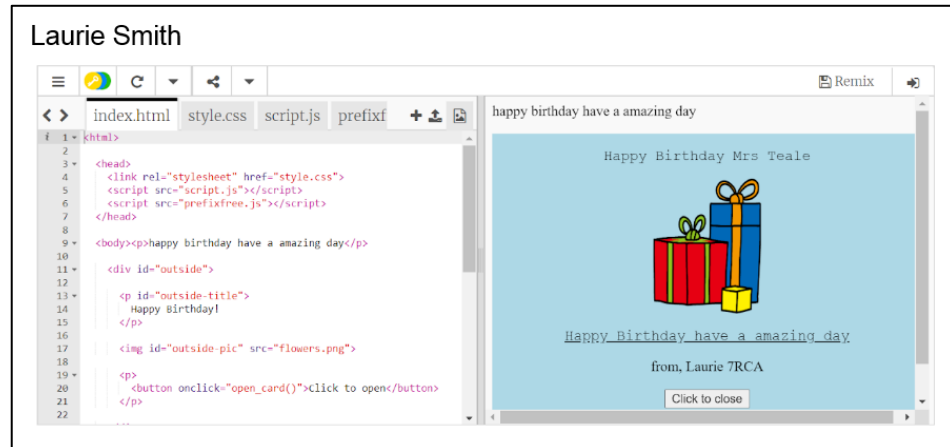 Laurie Smith
Remix
index.html style.css script.js prefixf
f 1 <html>
2
3 <head>
4 <link rel="stylesheet" href="style.css">
5 <script src="script.js"></script>
6 <script src="prefixfree.js"></script>
7 </head>
8
9 <body><p>happy birthday have a amazing day</p>
10
11 <div id="outside">
12
13 <p id="outside-title">
14 Happy Birthday!
15 </p>
16
17 <img id="outside-pic" src="flowers.png">
18
19 <p>
20 <button onclick="open_card()">Click to open</button>
21 </p>
22
happy birthday have a amazing day
Happy Birthday Mrs Teale
Happy Birthday have a amazing day
from, Laurie 7RCA
Click to close